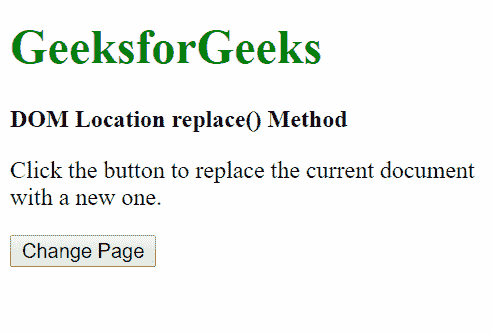 GeeksforGeeks
DOM Location replace() Method
Click the button to replace the current document
with a new one.
Change Page